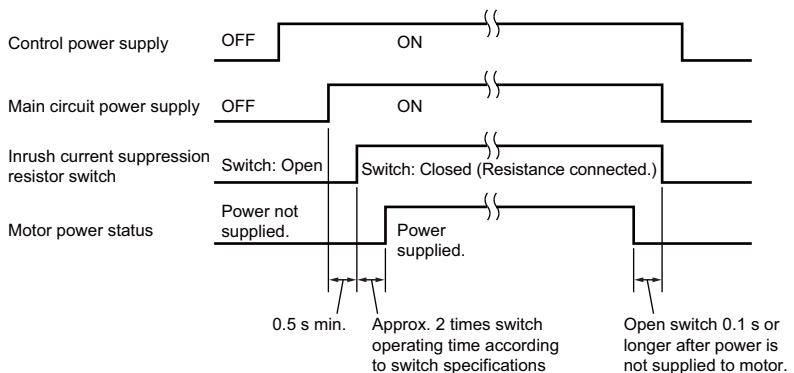 Control power supply OFF ON
Main circuit power supply OFF ON
Inrush current suppression
resistor switch
Switch: Open Switch: Closed (Resistance connected.)
Motor power status
Power not
supplied.
Power
supplied.
0.5 s min.
Approx. 2 times switch
operating time according
to switch specifications
Open switch 0.1 s or
longer after power is
not supplied to motor.